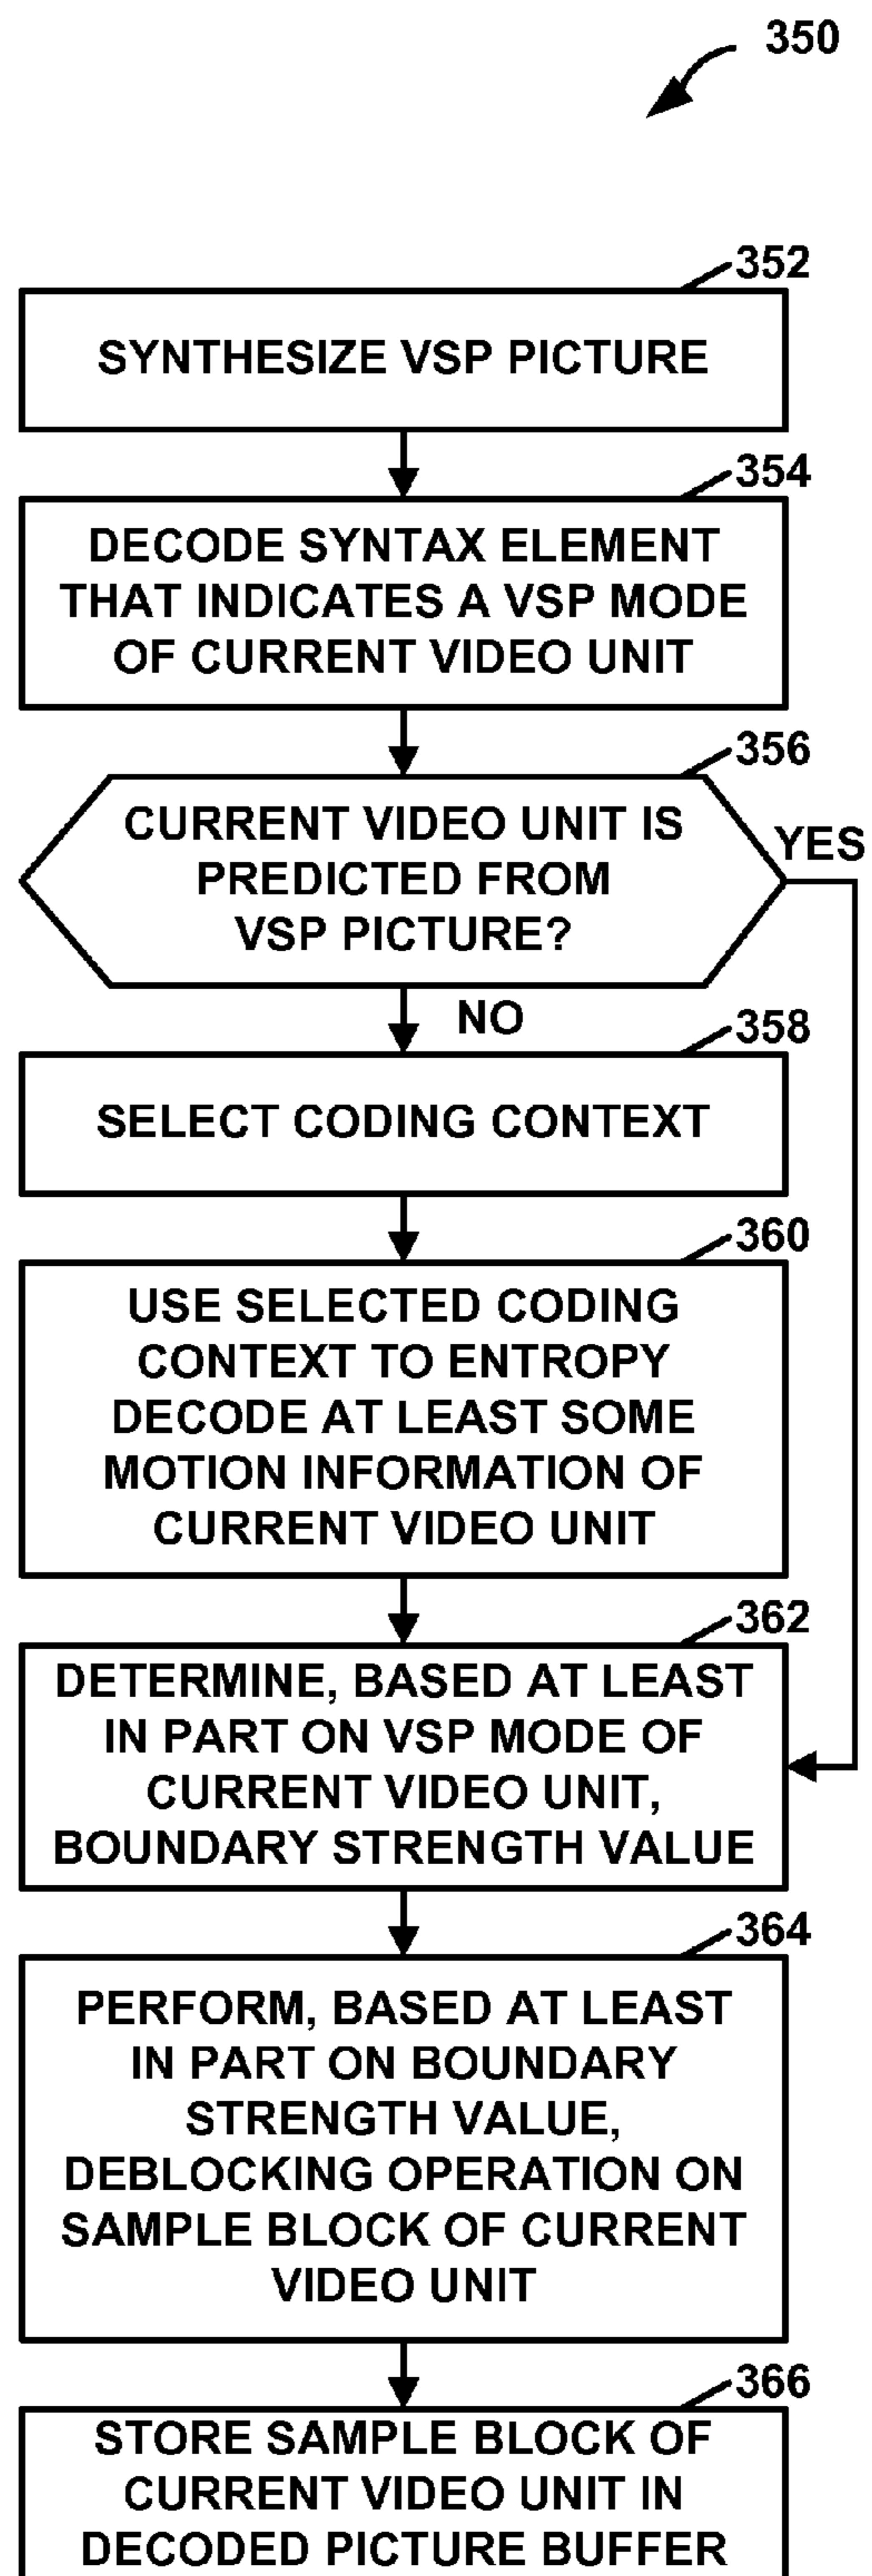 350
352
SYNTHESIZE VSP PICTURE
354
DECODE SYNTAX ELEMENT
THAT INDICATES A VSP MODE
OF CURRENT VIDEO UNIT
356
CURRENT VIDEO UNIT IS
PREDICTED FROM
VSP PICTURE?
YES
NO
358
SELECT CODING CONTEXT
360
USE SELECTED CODING
CONTEXT TO ENTROPY
DECODE AT LEAST SOME
MOTION INFORMATION OF
CURRENT VIDEO UNIT
362
DETERMINE, BASED AT LEAST
IN PART ON VSP MODE OF
CURRENT VIDEO UNIT,
BOUNDARY STRENGTH VALUE
364
PERFORM, BASED AT LEAST
IN PART ON BOUNDARY
STRENGTH VALUE,
DEBLOCKING OPERATION ON
SAMPLE BLOCK OF CURRENT
VIDEO UNIT
366
STORE SAMPLE BLOCK OF
CURRENT VIDEO UNIT IN
DECODED PICTURE BUFFER